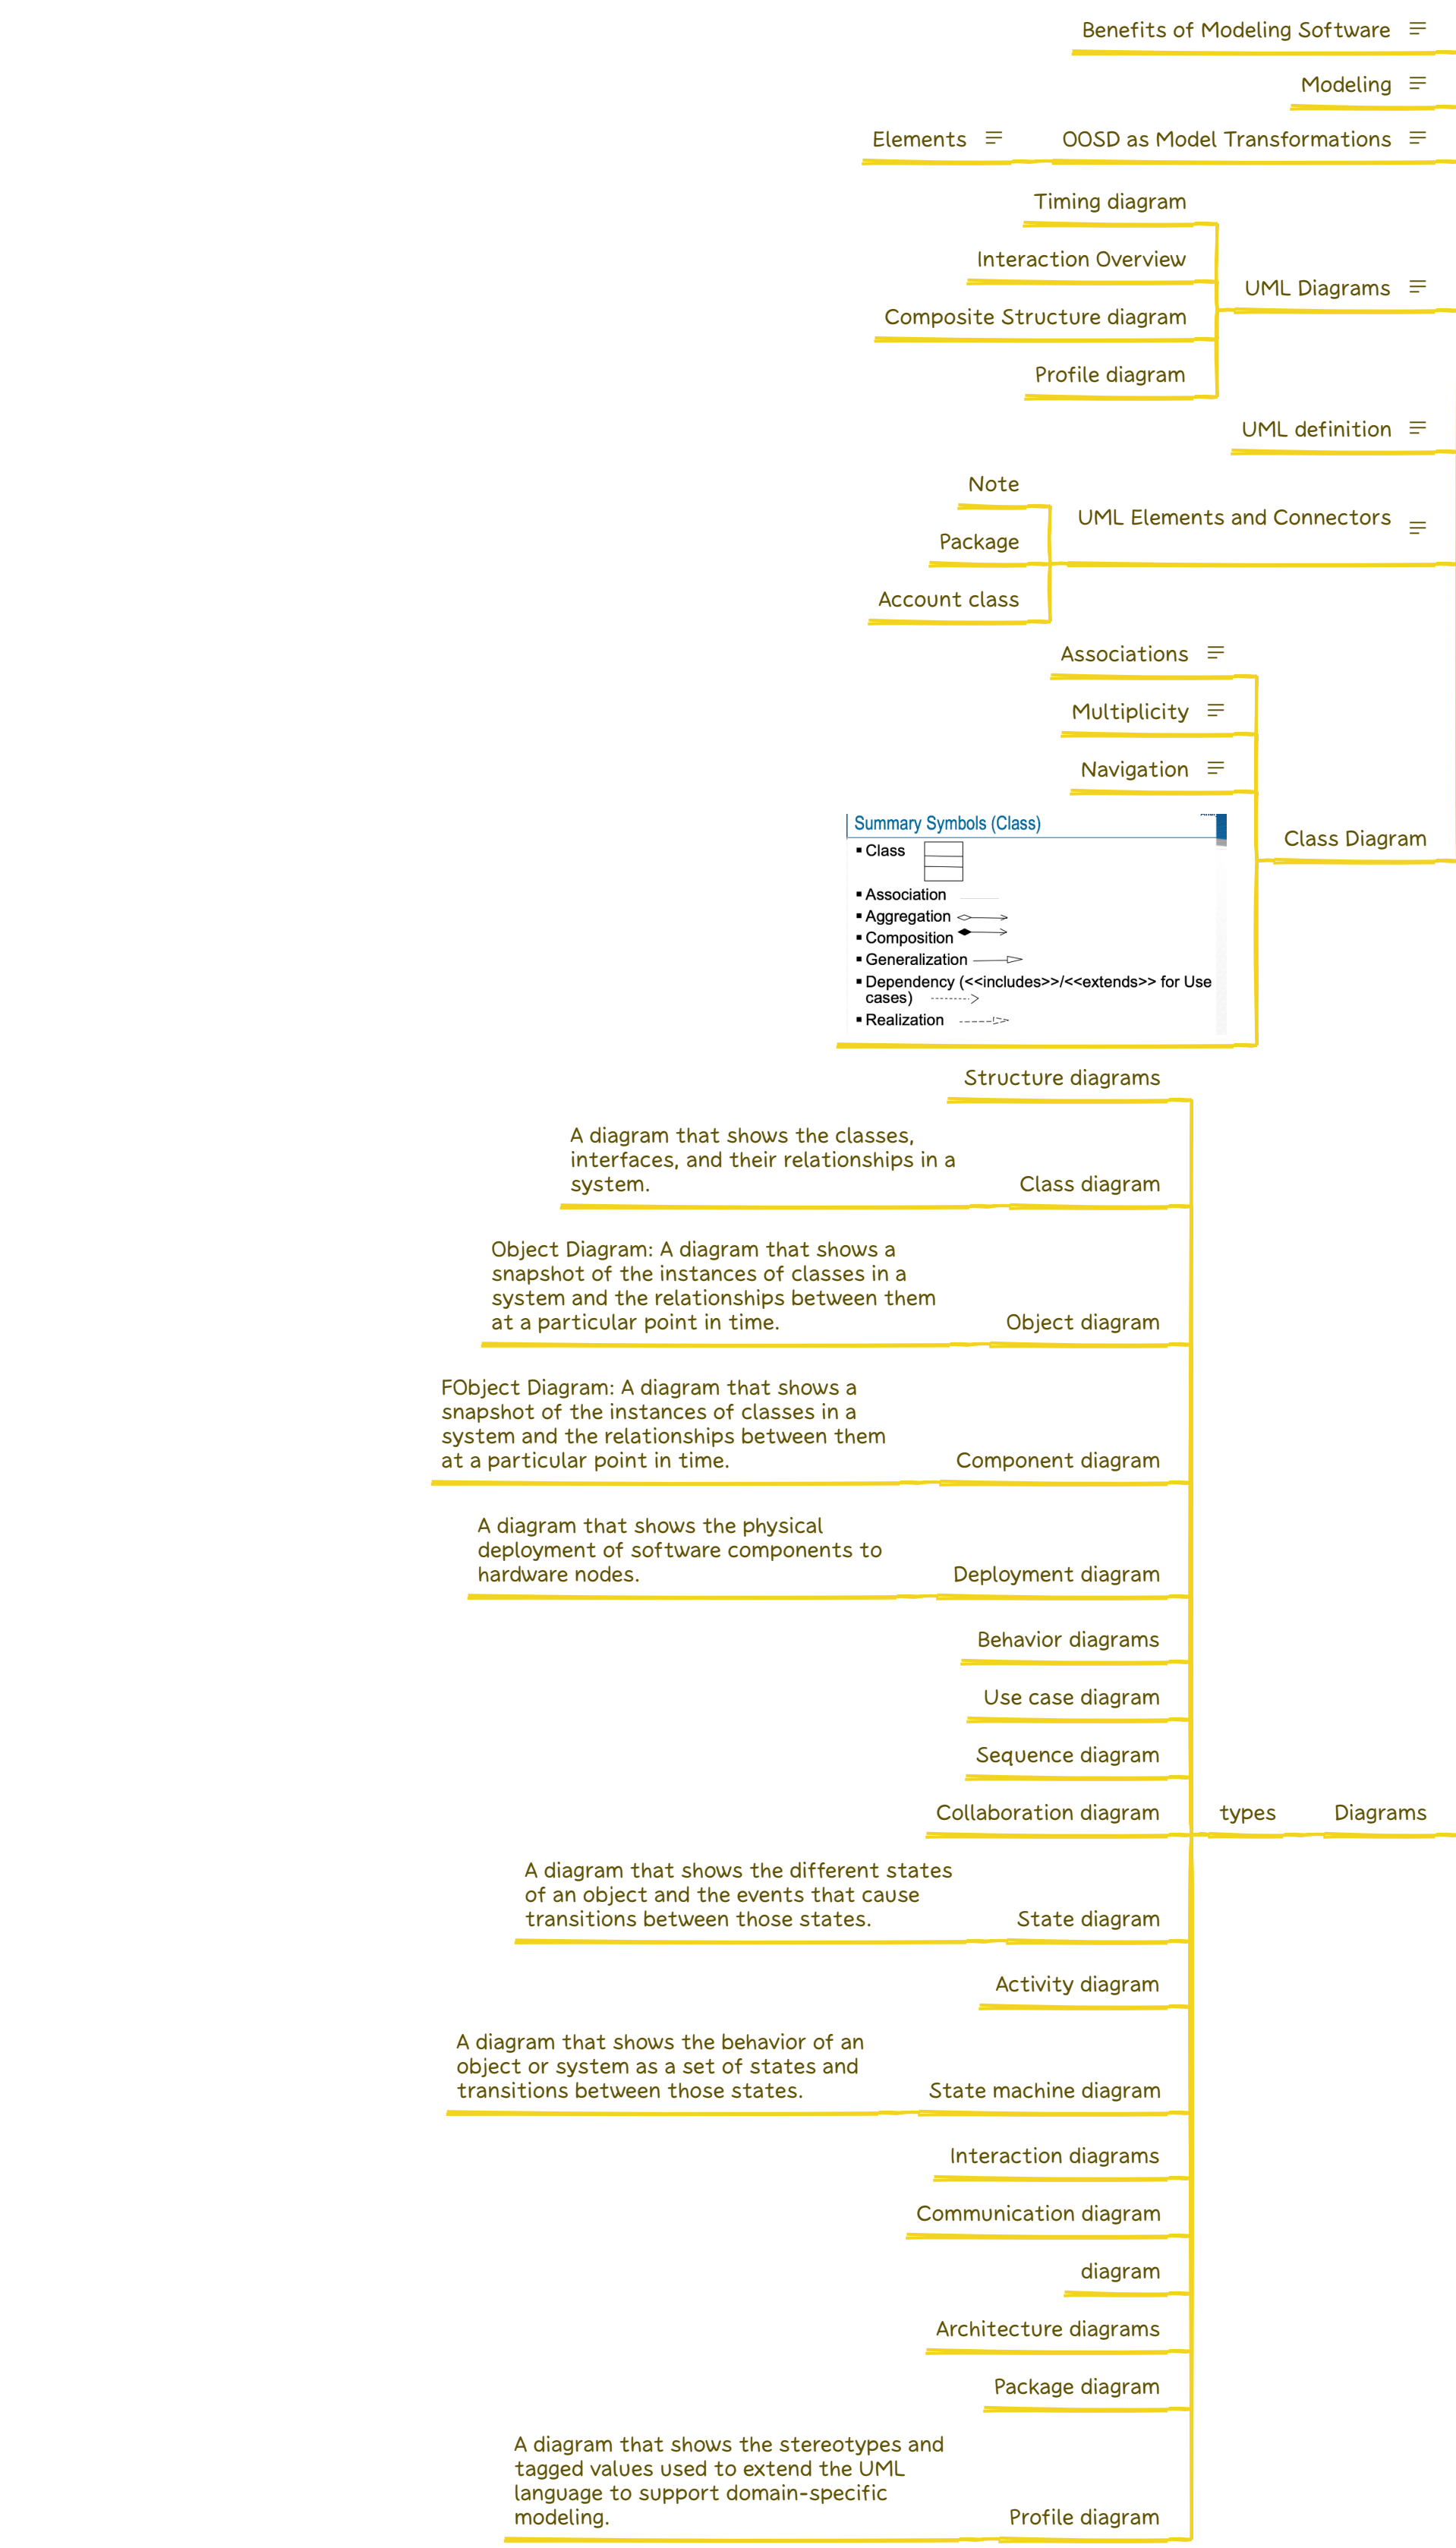 Benefits of Modeling Software
Modeling
Elements
OOSD as Model Transformations
Timing diagram
Interaction Overview
UML Diagrams
Composite Structure diagram
Profile diagram
UML definition
Note
UML Elements and Connectors
Package
Account class
Associations
Multiplicity
Navigation
Summary Symbols (Class)
Class Diagram
▪ Class
▪ Association
▪ Aggregation
▪ Composition
▪ Generalization
▪ Dependency (<<includes>>/<<extends>> for Use
cases)
▪ Realization
Structure diagrams
A diagram that shows the classes,
interfaces, and their relationships in a
system.
Class diagram
Object Diagram: A diagram that shows a
snapshot of the instances of classes in a
system and the relationships between them
at a particular point in time.
Object diagram
FObject Diagram: A diagram that shows a
snapshot of the instances of classes in a
system and the relationships between them
at a particular point in time.
Component diagram
A diagram that shows the physical
deployment of software components to
hardware nodes.
Deployment diagram
Behavior diagrams
Use case diagram
Sequence diagram
Collaboration diagram
types
Diagrams
A diagram that shows the different states
of an object and the events that cause
transitions between those states.
State diagram
Activity diagram
A diagram that shows the behavior of an
object or system as a set of states and
transitions between those states.
State machine diagram
Interaction diagrams
Communication diagram
diagram
Architecture diagrams
Package diagram
A diagram that shows the stereotypes and
tagged values used to extend the UML
language to support domain-specific
modeling.
Profile diagram